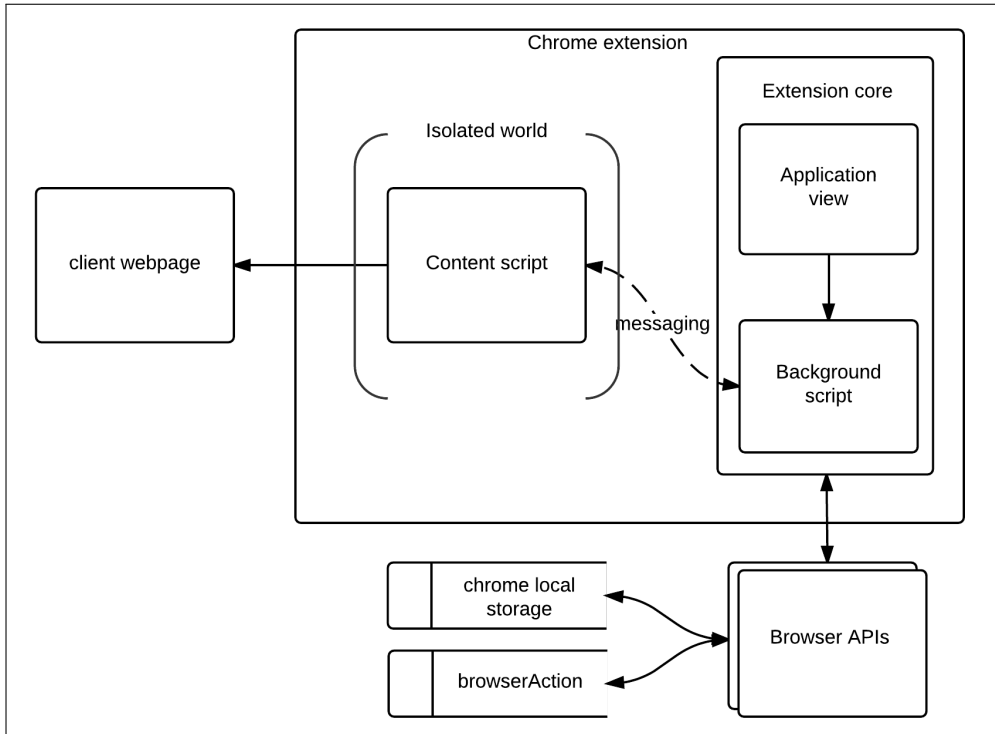 Chrome extension
Extension core
Isolated world
Application
view
client webpage
Content script
messaging
Background
script
chrome local
storage
Browser APIs
browserAction